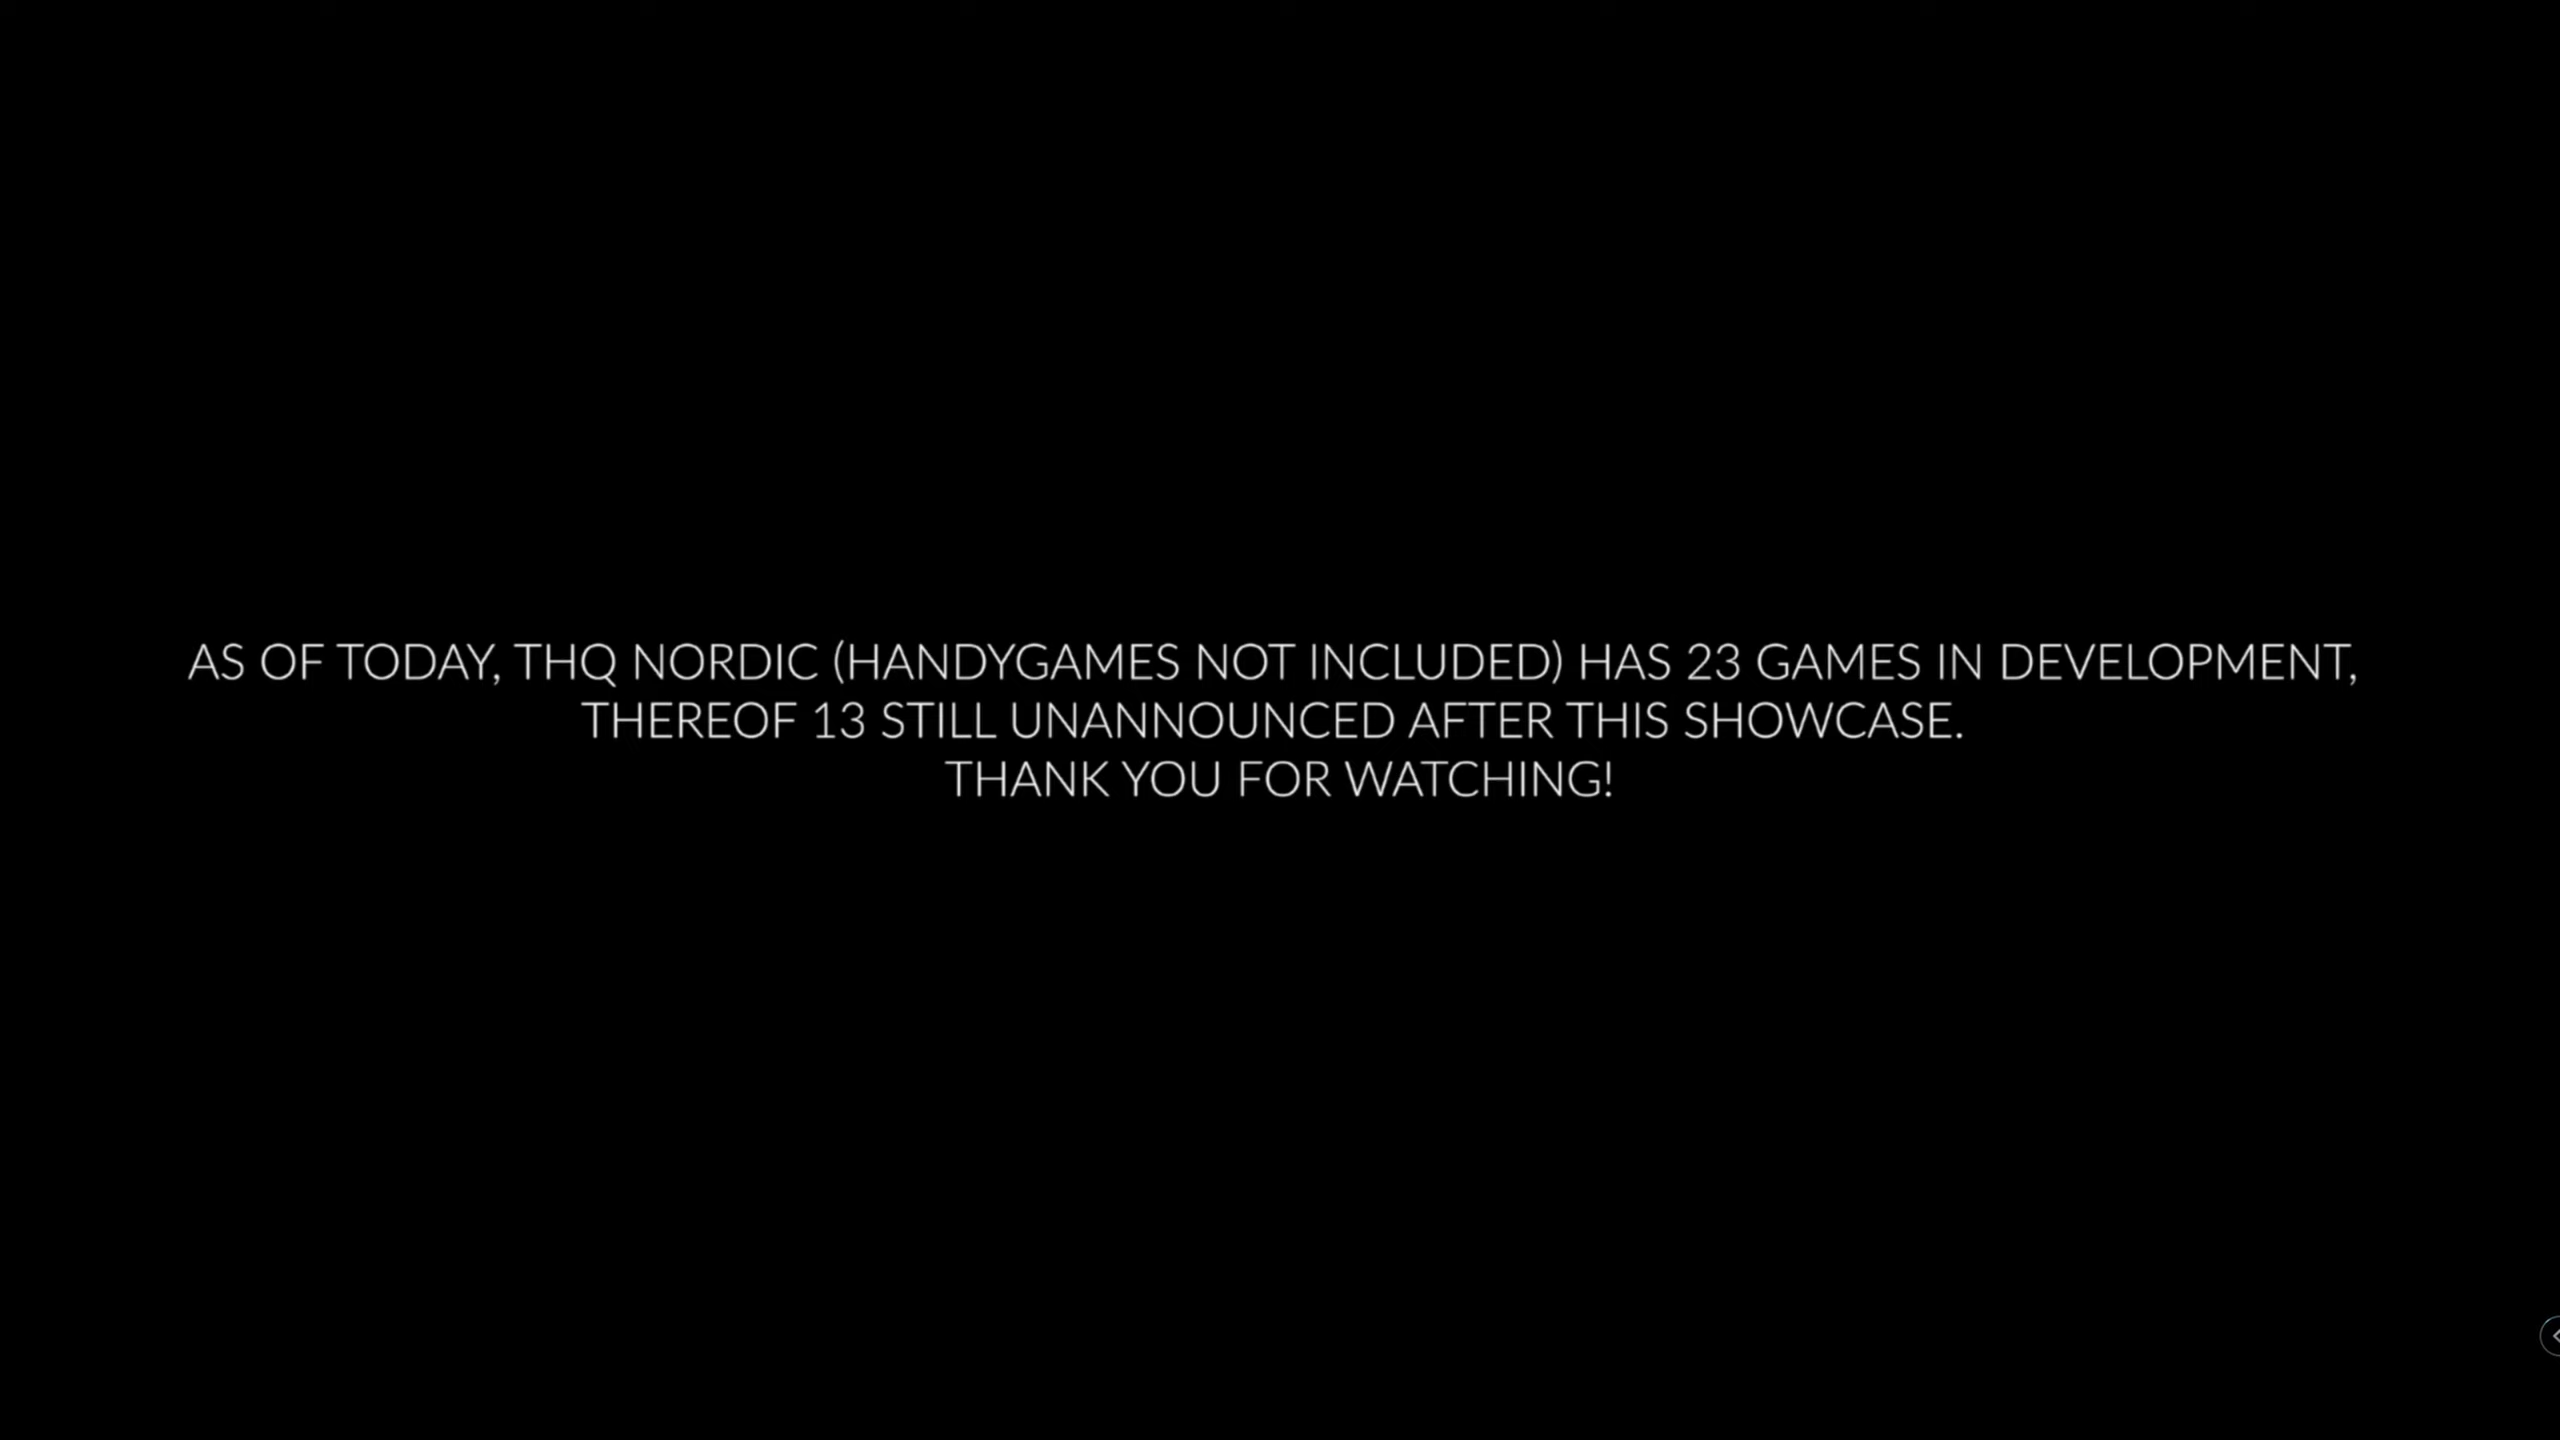 AS OF TODAY, THQ NORDIC (HANDYGAMES NOT INCLUDED) HAS 23 GAMES IN DEVELOPMENT,
THEREOF 13 STILL UNANNOUNCED AFTER THIS SHOWCASE.
THANK YOU FOR WATCHING!